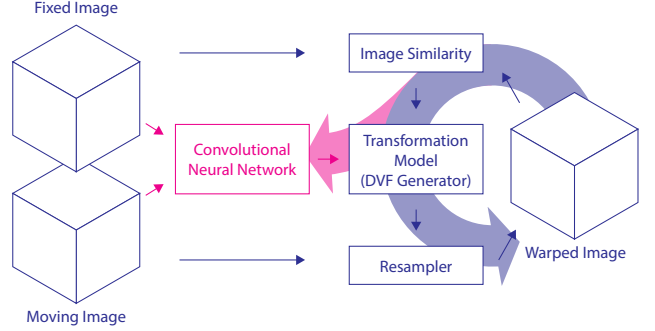 Fixed Image
Image Similarity
Convolutional
Neural Network
Transformation
Model
(DVF Generator)
Resampler
Warped Image
Moving Image